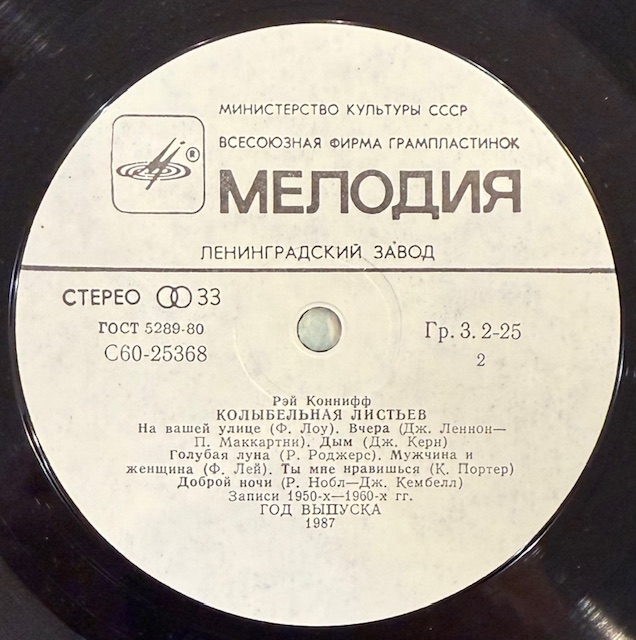 МИНИСТЕРСТВО КУЛЬТУРЫ СССР
ВСЕСОЮЗНАЯ ФИРМА ГРАМПЛАСТИНОК
®
МЕЛОДИЯ
ЛЕНИНГРАДСКИЙ ЗАВОД
СТЕРЕО 33
ГОСТ 5289-80
С60-25368
Гр. 3. 2-25
2
Рэй Коннифф
КОЛЫБЕЛЬНАЯ ЛИСТЬЕВ
На вашей улице (Ф. Лоу). Вчера (Дж. Леннон—
П. Маккартни). Дым (Дж. Керн)
Голубая луна (Р. Роджерс). Мужчина и
женщина (Ф. Лей). Ты мне нравишься (К. Портер)
Доброй ночи (Р. Нобл—Дж. Кембелл)
Записи 1950-х—1960-х гг.
ГОД ВЫПУСКА
1987